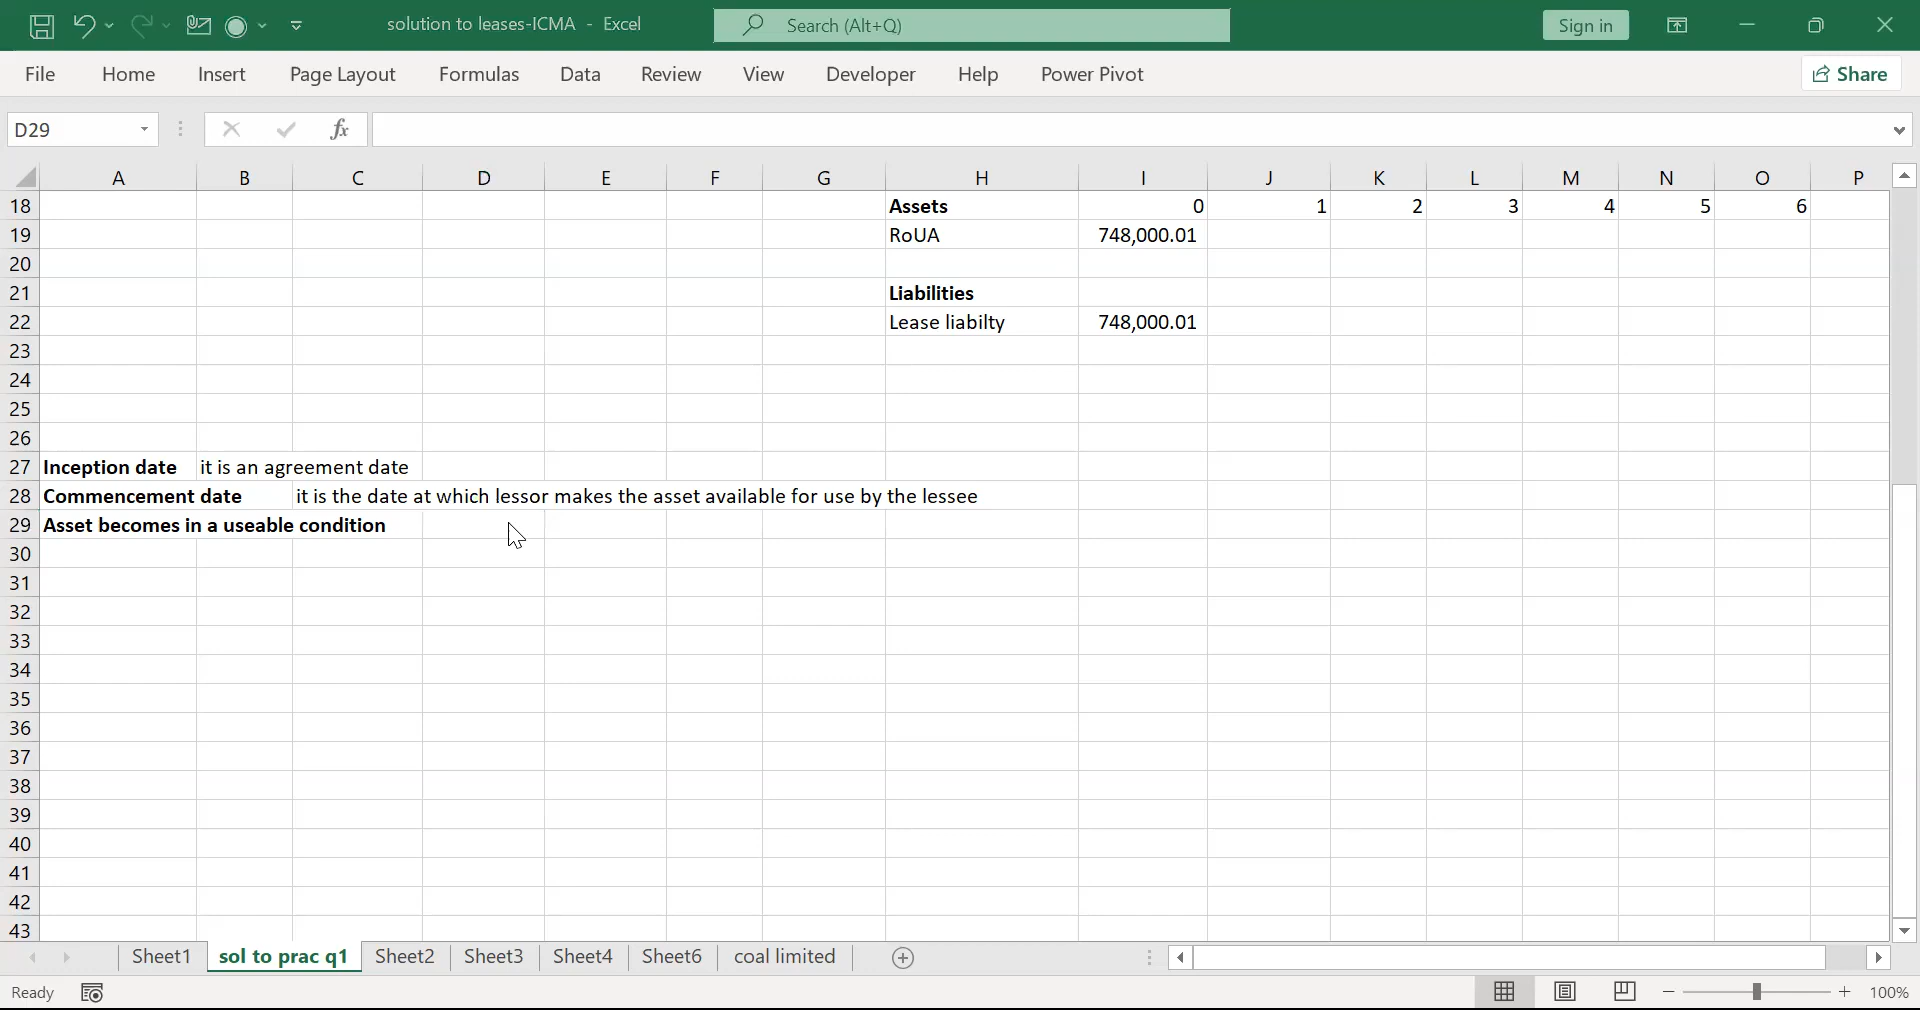 solution to leases-ICMA - Excel
Search (Alt+Q)
Sign in
File Home Insert Page Layout Formulas Data Review View Developer Help Power Pivot
Share
D29
fx
A B C D E F G H I J K L M N O P
18 Assets 0 1 2 3 4 5 6
19 RoUA 748,000.01
20
21 Liabilities
22 Lease liabilty 748,000.01
23
24
25
26
27 Inception date it is an agreement date
28 Commencement date it is the date at which lessor makes the asset available for use by the lessee
29 Asset becomes in a useable condition
30
31
32
33
34
35
36
37
38
39
40
41
42
43
Sheet1 sol to prac q1 Sheet2 Sheet3 Sheet4 Sheet6 coal limited
Ready
100%